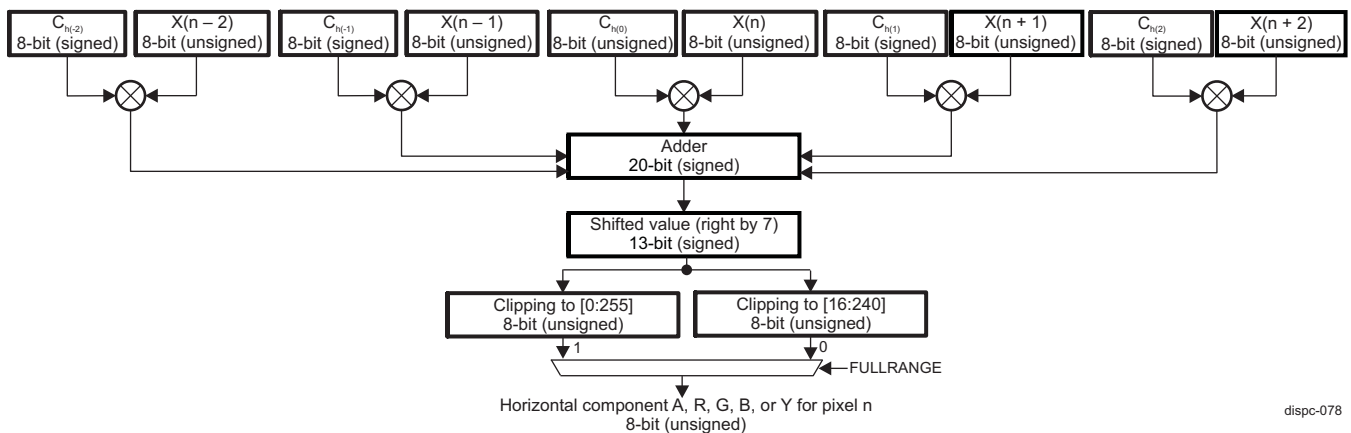 C h(-2)
8-bit (signed)
X(n – 2)
8-bit (unsigned)
C h(-1)
8-bit (signed)
X(n – 1)
8-bit (unsigned)
C h(0)
8-bit (signed)
X(n)
8-bit (unsigned)
C h(1)
8-bit (signed)
X(n + 1)
8-bit (unsigned)
C h(2)
8-bit (signed)
X(n + 2)
8-bit (unsigned)
Adder
20-bit (signed)
Shifted value (right by 7)
13-bit (signed)
Clipping to [0:255]
8-bit (unsigned)
Clipping to [16:240]
8-bit (unsigned)
1
0
FULLRANGE
Horizontal component A, R, G, B, or Y for pixel n
8-bit (unsigned)
dispc-078